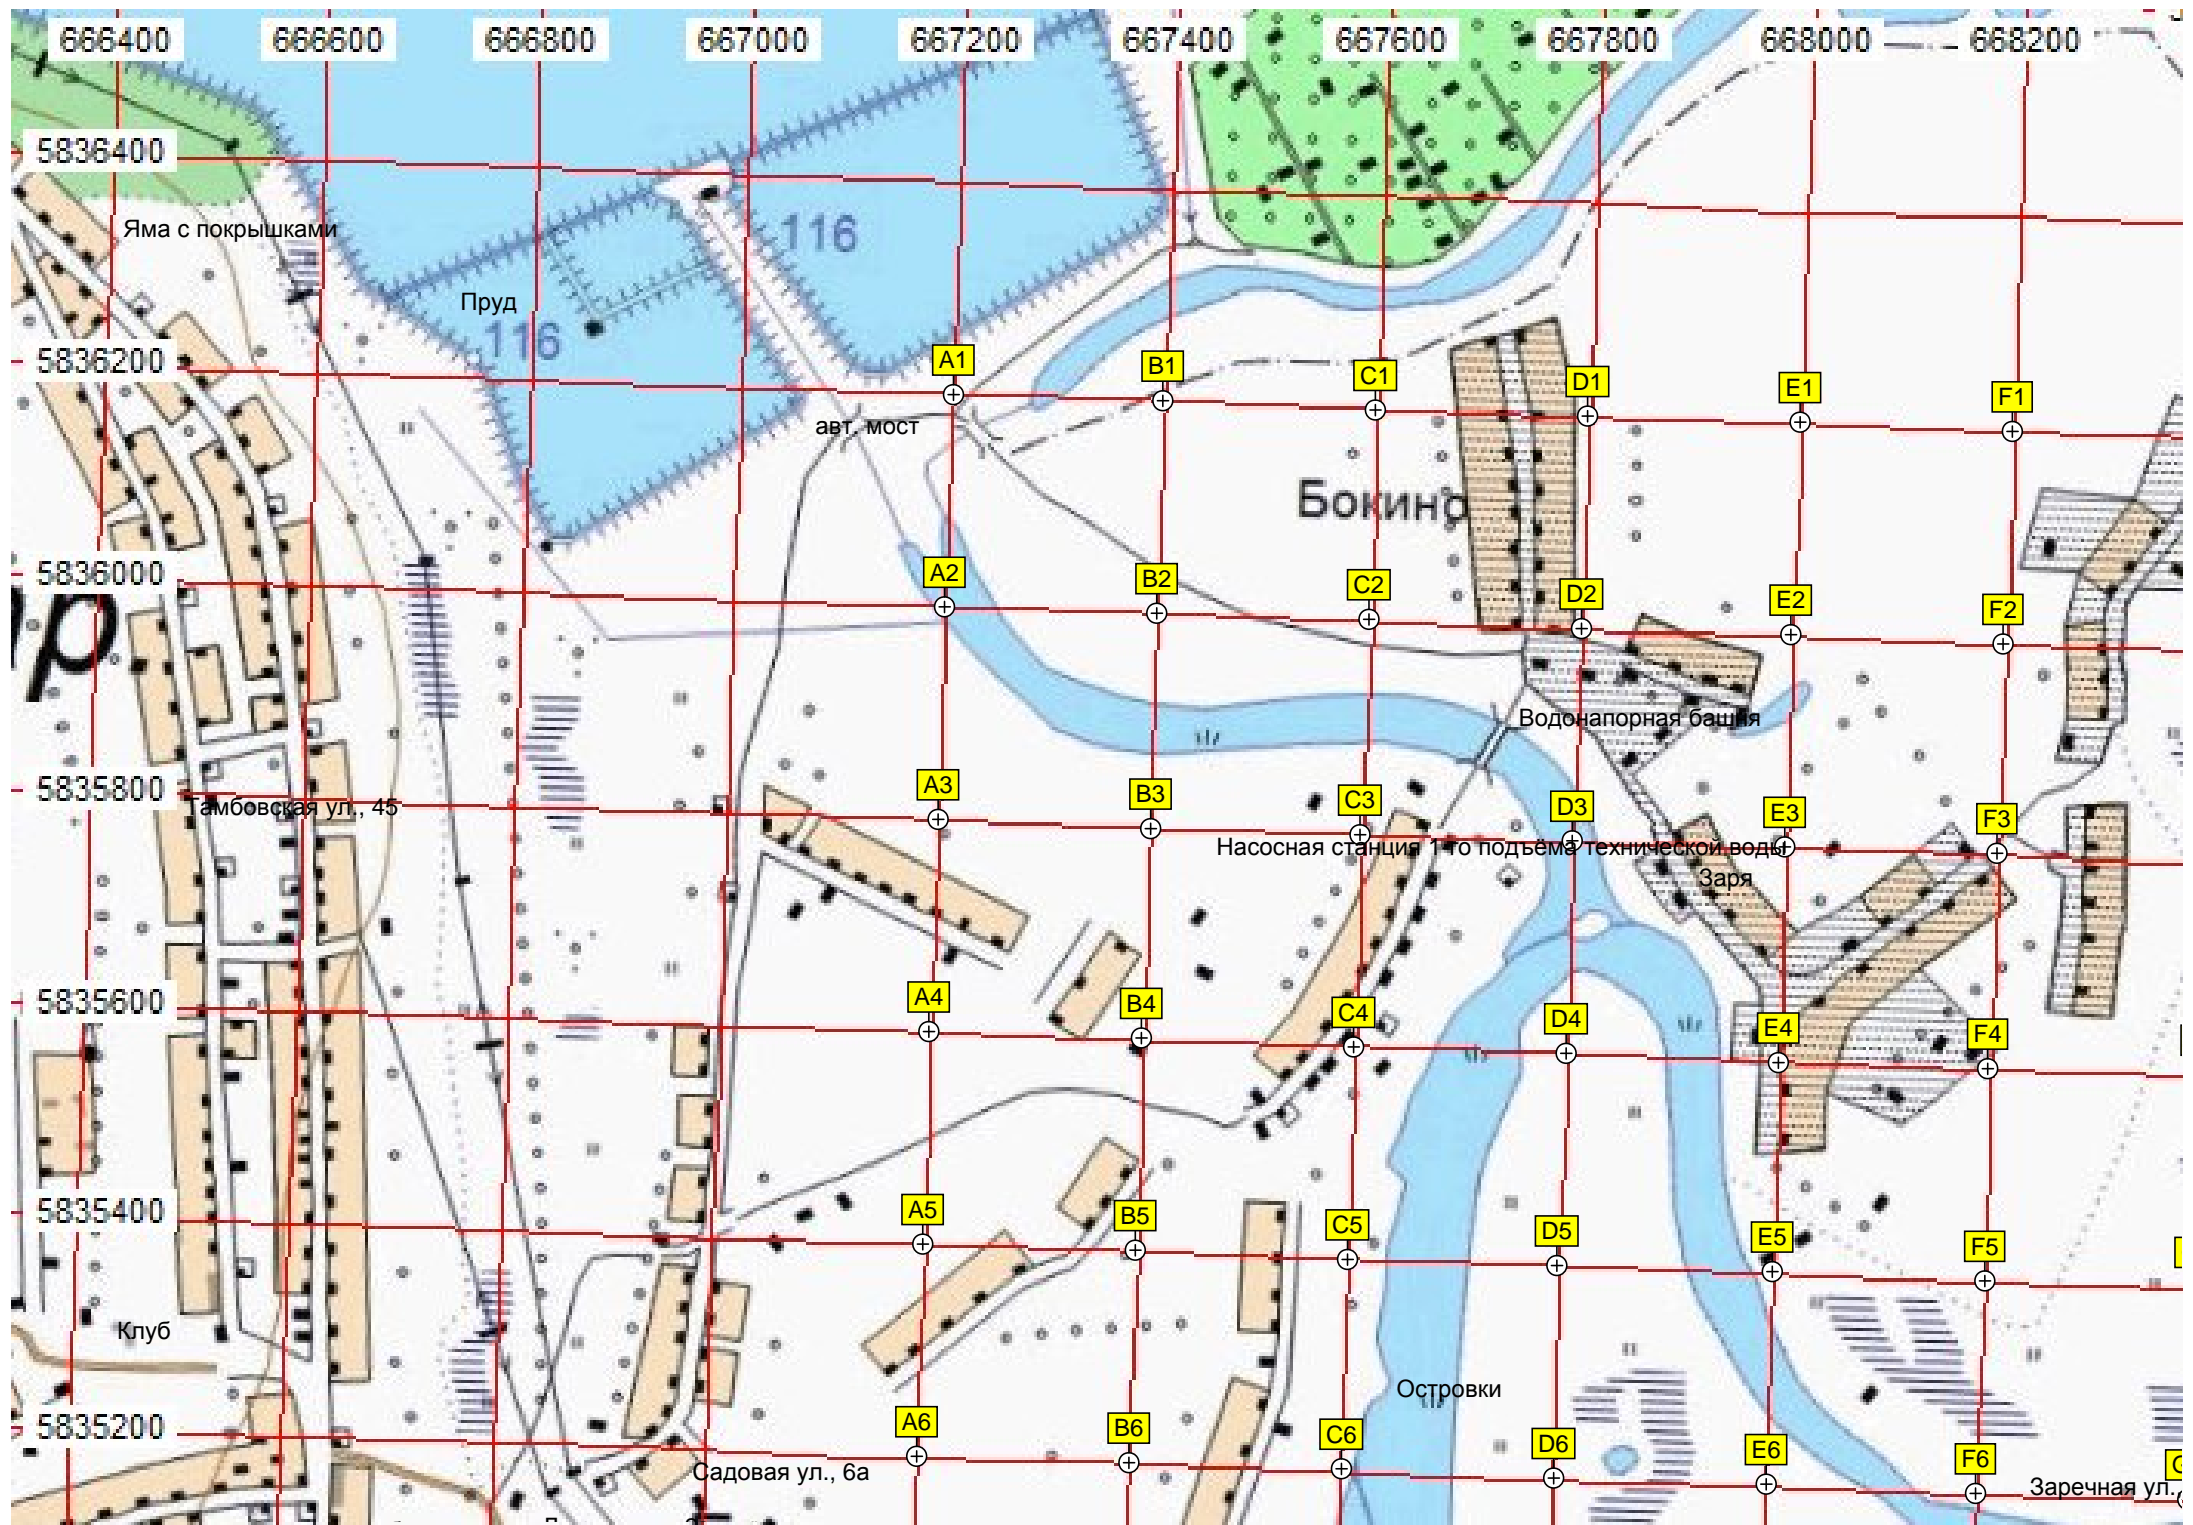 666400 666600 666800 667000 667200 667400 667600 667800 668000 668200
5836400
Яма с покрышками
116
Пруд
116
5836200
A1 B1 C1 D1 E1 F1
авт. мост
Бокино
5836000
A2 B2 C2 D2 E2 F2
Водонапорная башня
5835800
A3 B3 C3 D3 E3 F3
Тамбовская ул., 45
Насосная станция 1-го подъёма технической воды
Заря
5835600
A4 B4 C4 D4 E4 F4
5835400
A5 B5 C5 D5 E5 F5
Клуб
Островки
5835200
A6 B6 C6 D6 E6 F6
Садовая ул., 6а
Заречная ул.,